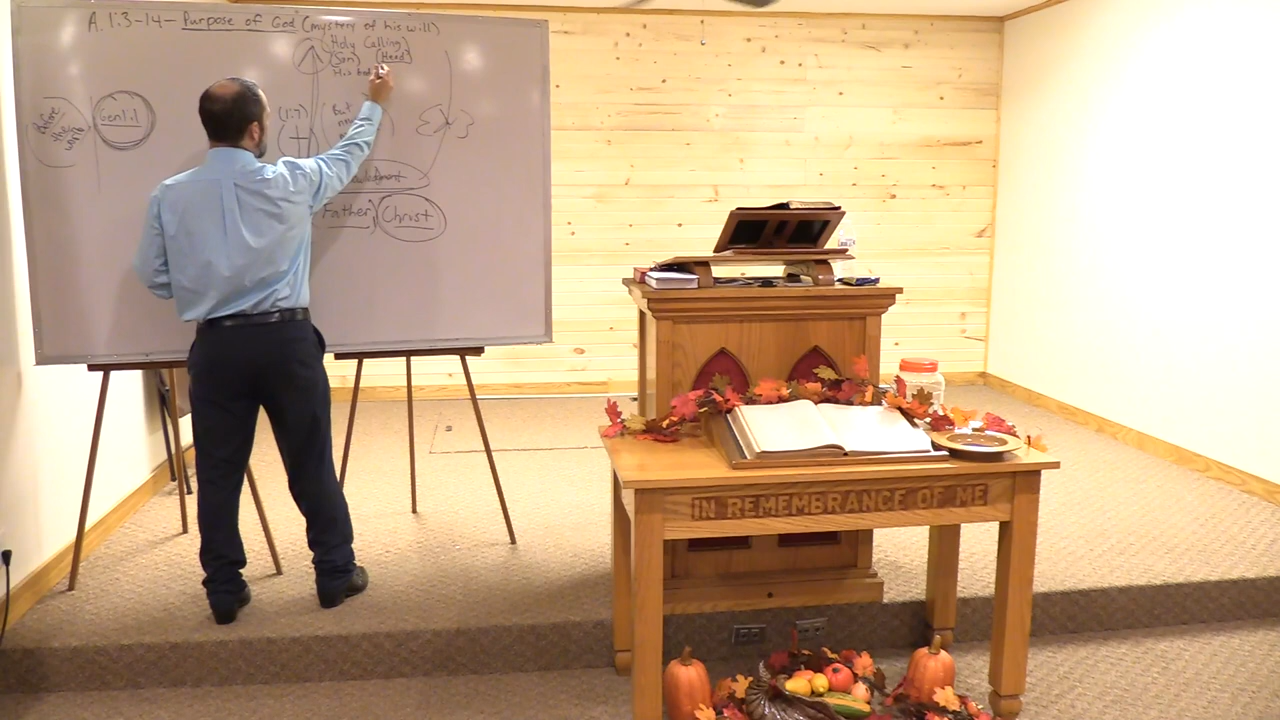 A. 1:3-14- Purpose of God (mystery of his will)
Holy Calling
(Son) (Head)
His
Before the world
Gen 1:1
(1:7)
But
Father, Christ
IN REMEMBRANCE OF ME